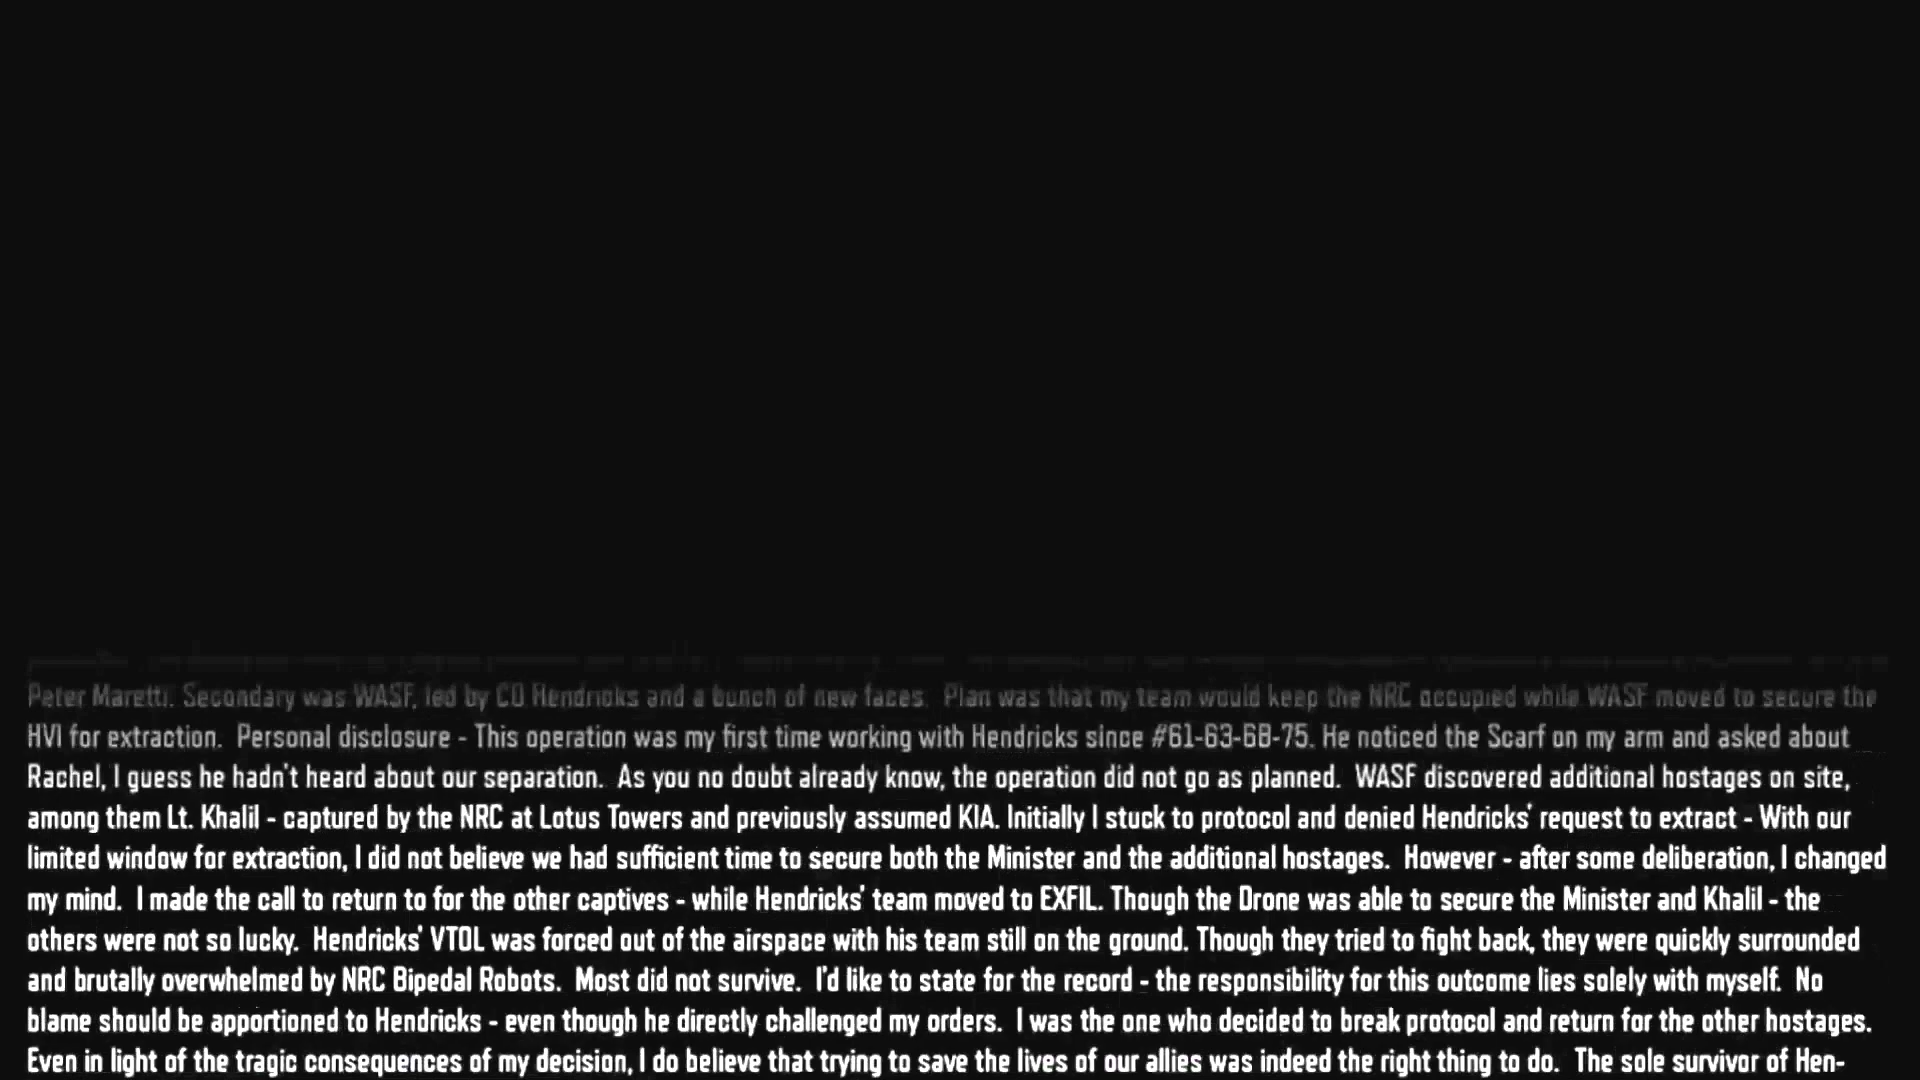 Peter Maretti. Secondary was WASF, led by CO Hendricks and a bunch of new faces.  Plan was that my team would keep the NRC occupied while WASF moved to secure the
HVI for extraction.  Personal disclosure - This operation was my first time working with Hendricks since #61-63-68-75. He noticed the Scarf on my arm and asked about
Rachel, I guess he hadn't heard about our separation.  As you no doubt already know, the operation did not go as planned.  WASF discovered additional hostages on site,
among them Lt. Khalil - captured by the NRC at Lotus Towers and previously assumed KIA. Initially I stuck to protocol and denied Hendricks' request to extract - With our
limited window for extraction, I did not believe we had sufficient time to secure both the Minister and the additional hostages.  However - after some deliberation, I changed
my mind.  I made the call to return to for the other captives - while Hendricks' team moved to EXFIL. Though the Drone was able to secure the Minister and Khalil - the
others were not so lucky.  Hendricks' VTOL was forced out of the airspace with his team still on the ground. Though they tried to fight back, they were quickly surrounded
and brutally overwhelmed by NRC Bipedal Robots.  Most did not survive.  I'd like to state for the record - the responsibility for this outcome lies solely with myself.  No
blame should be apportioned to Hendricks - even though he directly challenged my orders.  I was the one who decided to break protocol and return for the other hostages.
Even in light of the tragic consequences of my decision, I do believe that trying to save the lives of our allies was indeed the right thing to do.  The sole survivor of Hen-